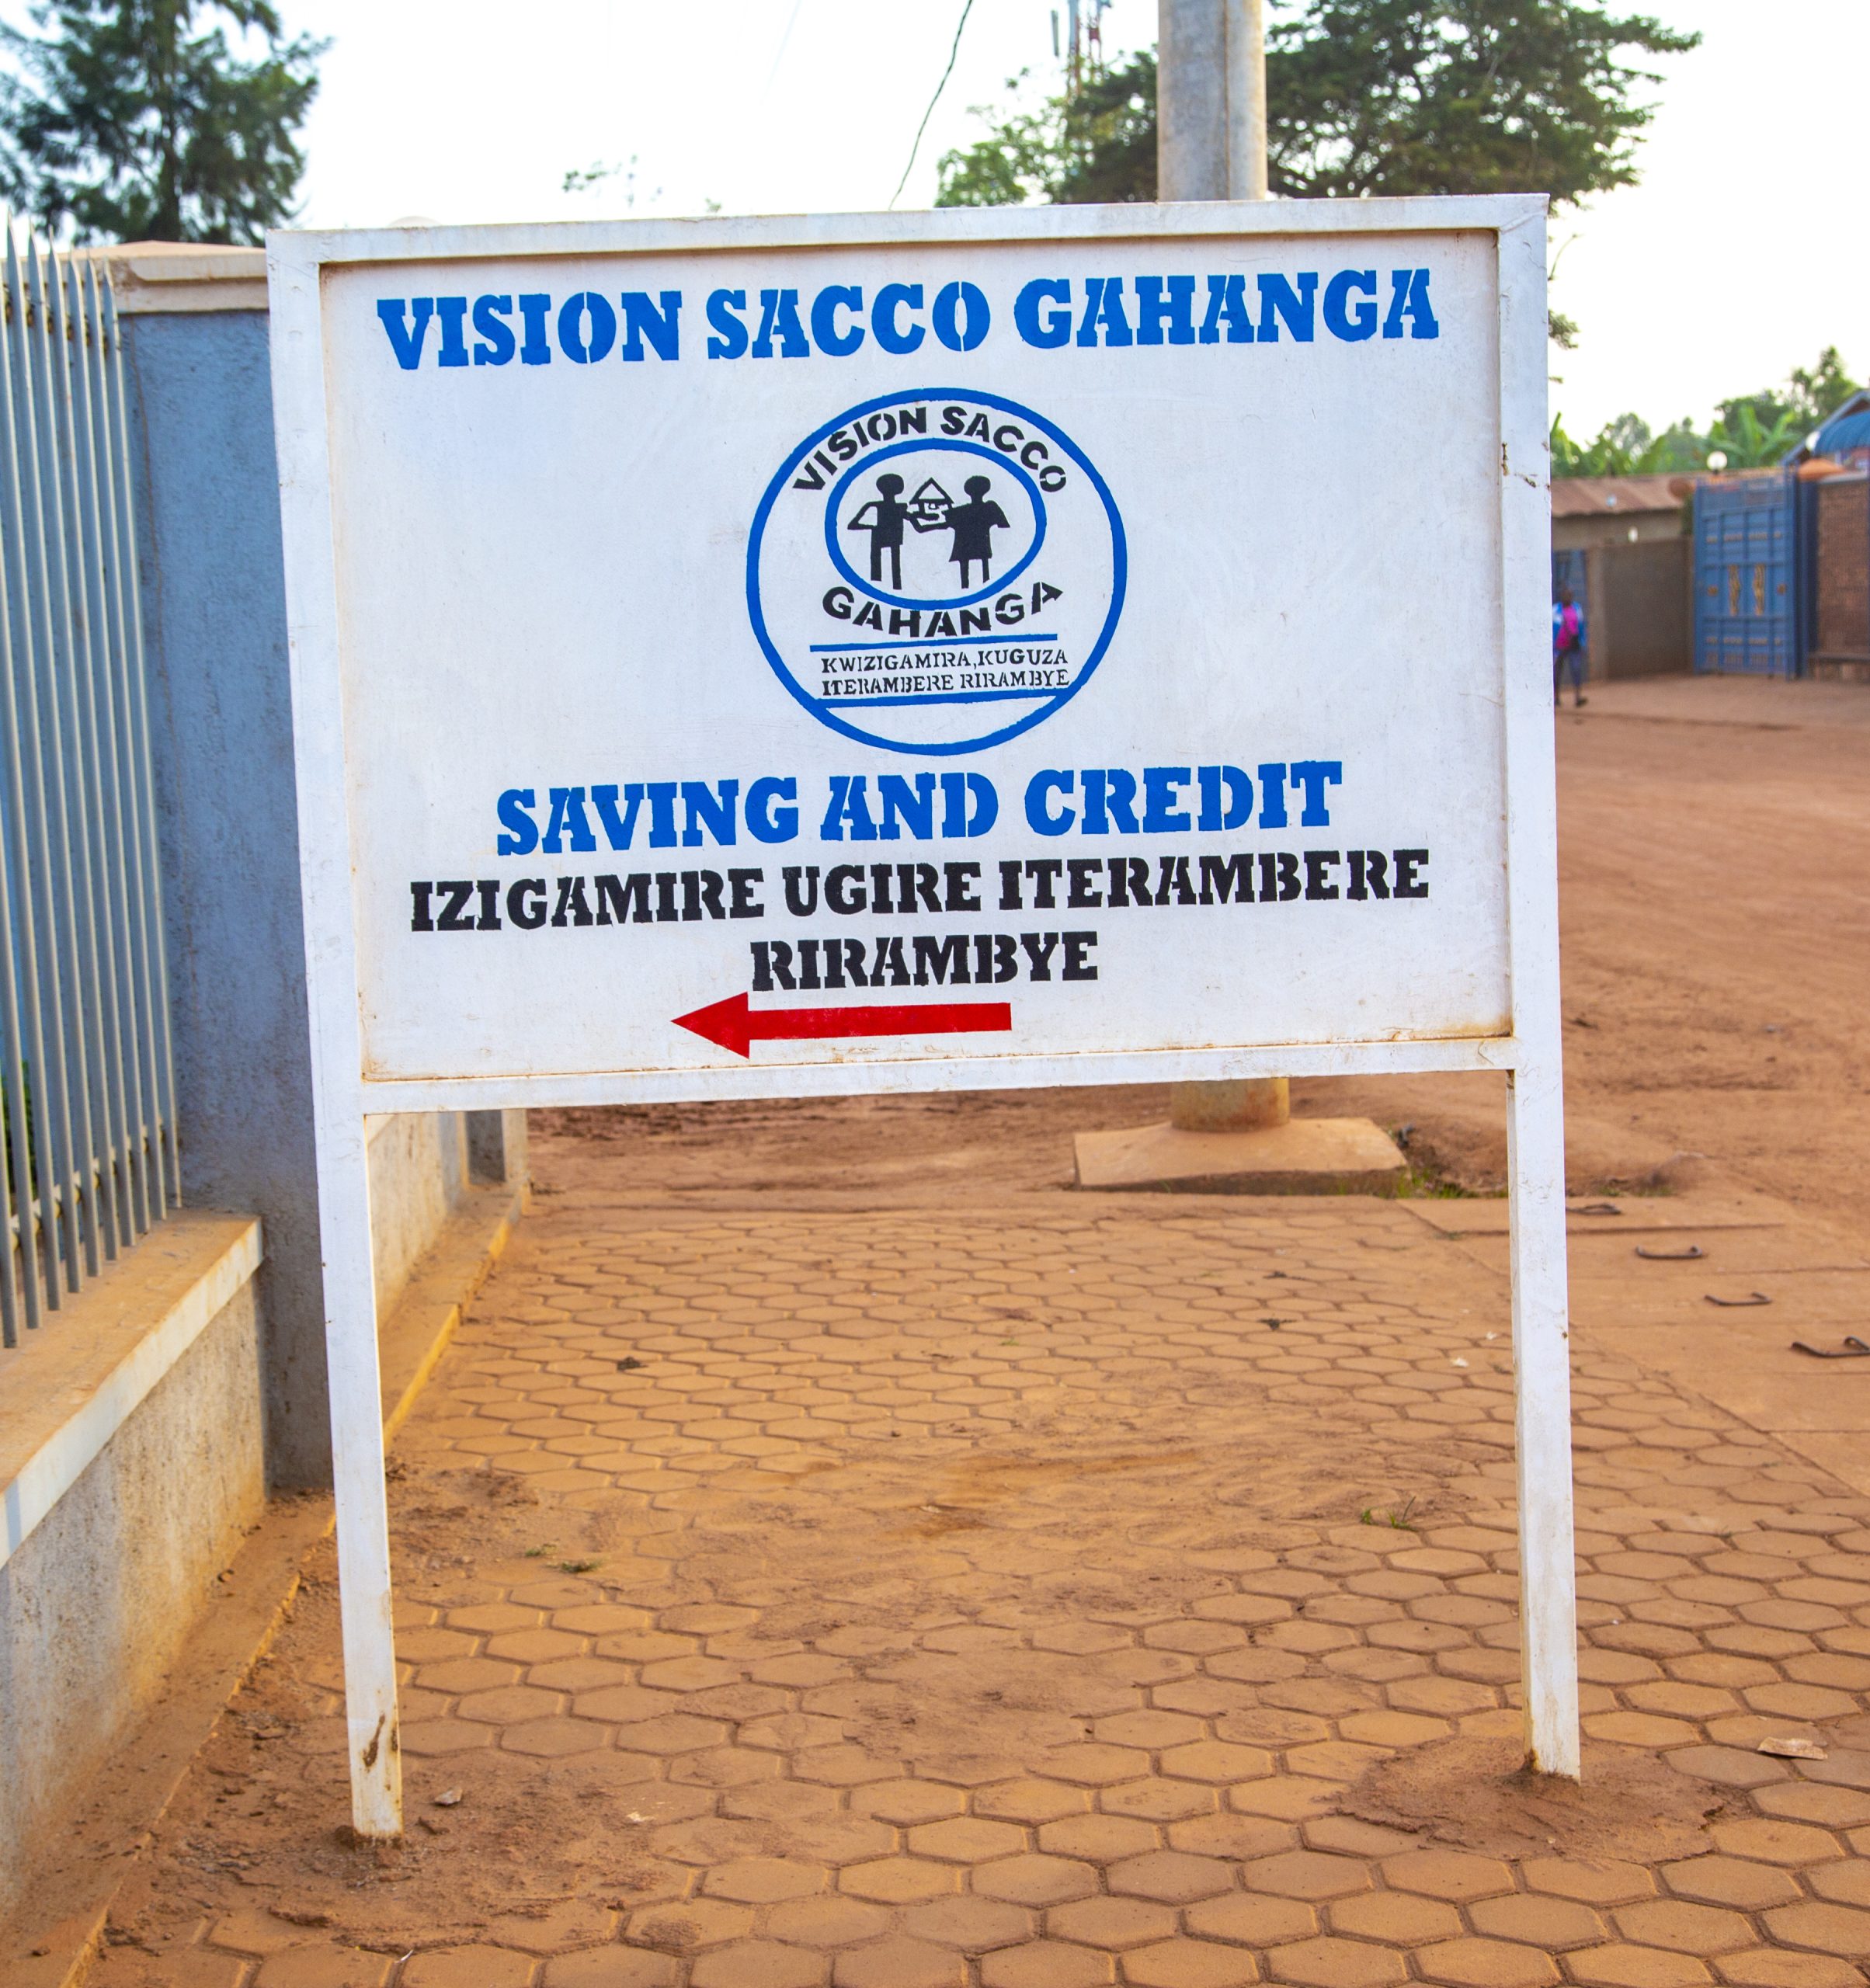 VISION SACCO GAHANGA
VISION SACCO
GAHANGA
KWIZIGAMIRA,KUGUZA
ITERAMBERE RIRAMBYE
SAVING AND CREDIT
IZIGAMIRE UGIRE ITERAMBERE
RIRAMBYE